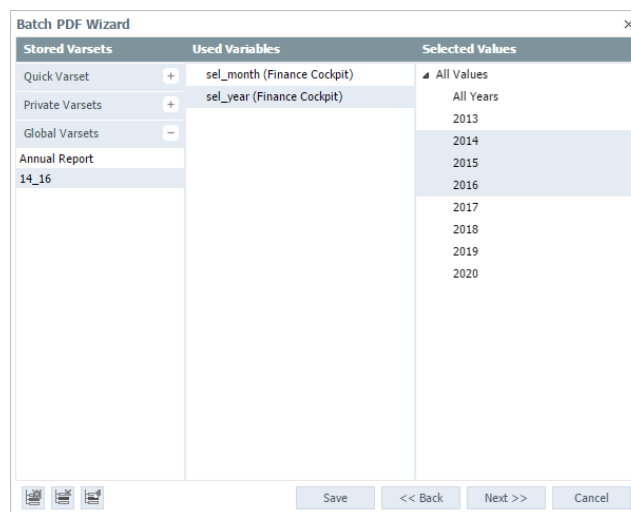 Batch PDF Wizard
Stored Varsets
Used Variables
Selected Values
Quick Varset
Private Varsets
Global Varsets
Annual Report
14_16
sel_month (Finance Cockpit)
sel_year (Finance Cockpit)
All Values
All Years
2013
2014
2015
2016
2017
2018
2019
2020
Save
<< Back
Next >>
Cancel